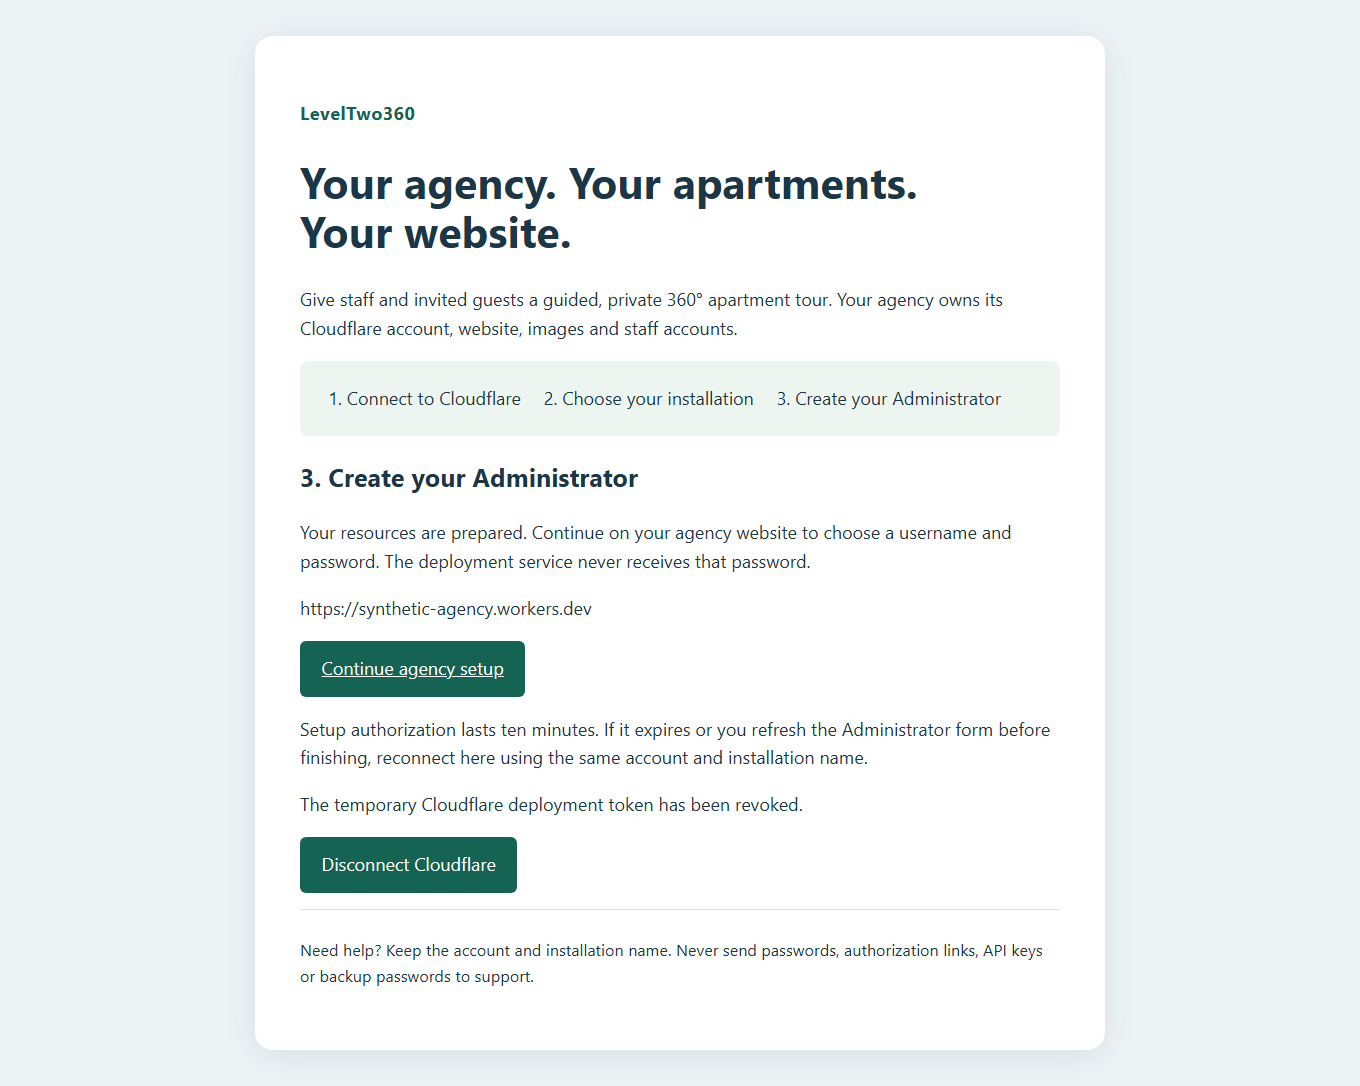 LevelTwo360
Your agency. Your apartments.
Your website.
Give staff and invited guests a guided, private 360° apartment tour. Your agency owns its
Cloudflare account, website, images and staff accounts.
1. Connect to Cloudflare 2. Choose your installation 3. Create your Administrator
3. Create your Administrator
Your resources are prepared. Continue on your agency website to choose a username and
password. The deployment service never receives that password.
https://synthetic-agency.workers.dev
Continue agency setup
Setup authorization lasts ten minutes. If it expires or you refresh the Administrator form before
finishing, reconnect here using the same account and installation name.
The temporary Cloudflare deployment token has been revoked.
Disconnect Cloudflare
Need help? Keep the account and installation name. Never send passwords, authorization links, API keys
or backup passwords to support.